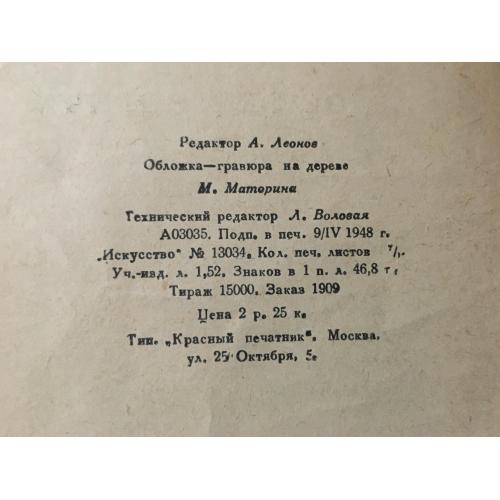 Редактор А. Леонов
Обложка—гравюра на дереве
М. Маторина
Технический редактор Л. Воловая
А03035. Подп. в печ. 9/IV 1948 г.
„Искусство" № 13034. Кол. печ. листов
Уч.-изд. л. 1,52. Знаков в 1 п. л. 46,8 т.
Тираж 15000. Заказ 1909
Цена 2 р. 25 к.
Тип. „Красный печатник". Москва,
ул. 25 Октября, 5.